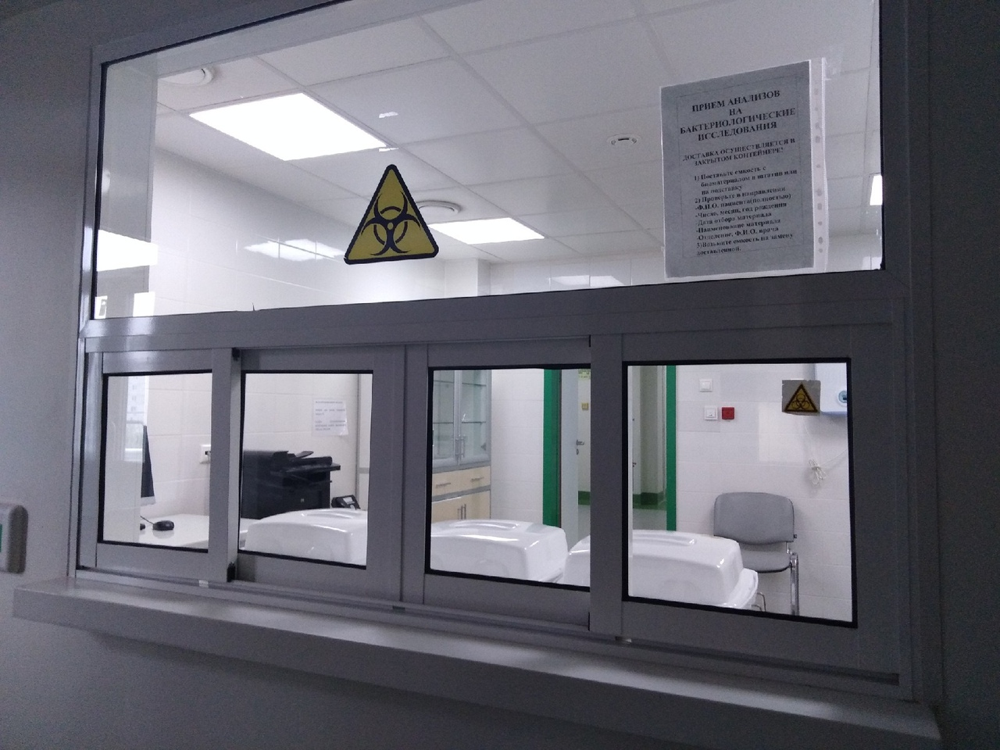 ПРИЕМ АНАЛИЗОВ
НА
БАКТЕРИОЛОГИЧЕСКИЕ
ИССЛЕДОВАНИЯ
ДОСТАВКА ОСУЩЕСТВЛЯЕТСЯ В
ЗАКРЫТОМ КОНТЕЙНЕРЕ!
1) Поставьте емкость с
биоматериалом в штатив или
на подставку
2) Проверьте в направлении
-Ф.И.О. пациента(полностью)
-Число, месяц, год рождения
-Дата отбора материала
-Наименование материала
-Отделение, Ф.И.О. врача
3)Возьмите емкость на замену
доставленной.